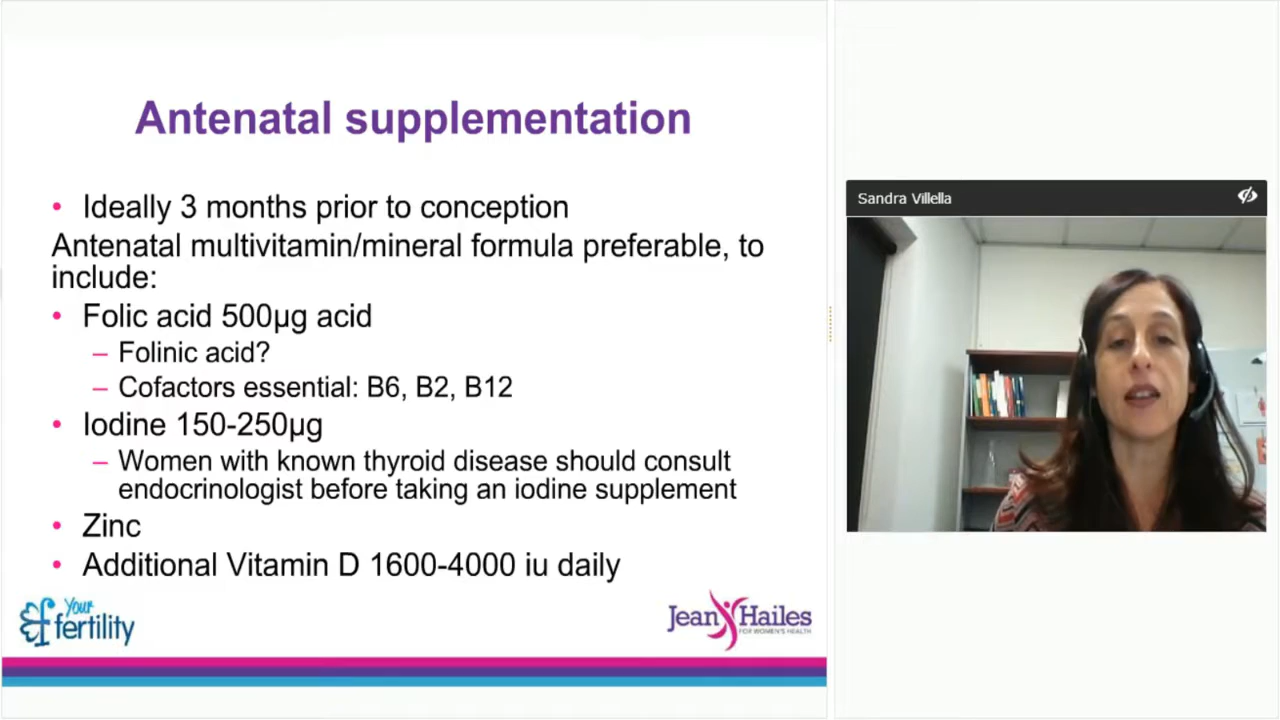 Antenatal supplementation
• Ideally 3 months prior to conception
Antenatal multivitamin/mineral formula preferable, to
include:
• Folic acid 500µg acid
– Folinic acid?
– Cofactors essential: B6, B2, B12
• Iodine 150-250µg
– Women with known thyroid disease should consult
endocrinologist before taking an iodine supplement
• Zinc
• Additional Vitamin D 1600-4000 iu daily
Your
fertility
Jean Hailes
FOR WOMEN'S HEALTH
Sandra Villella